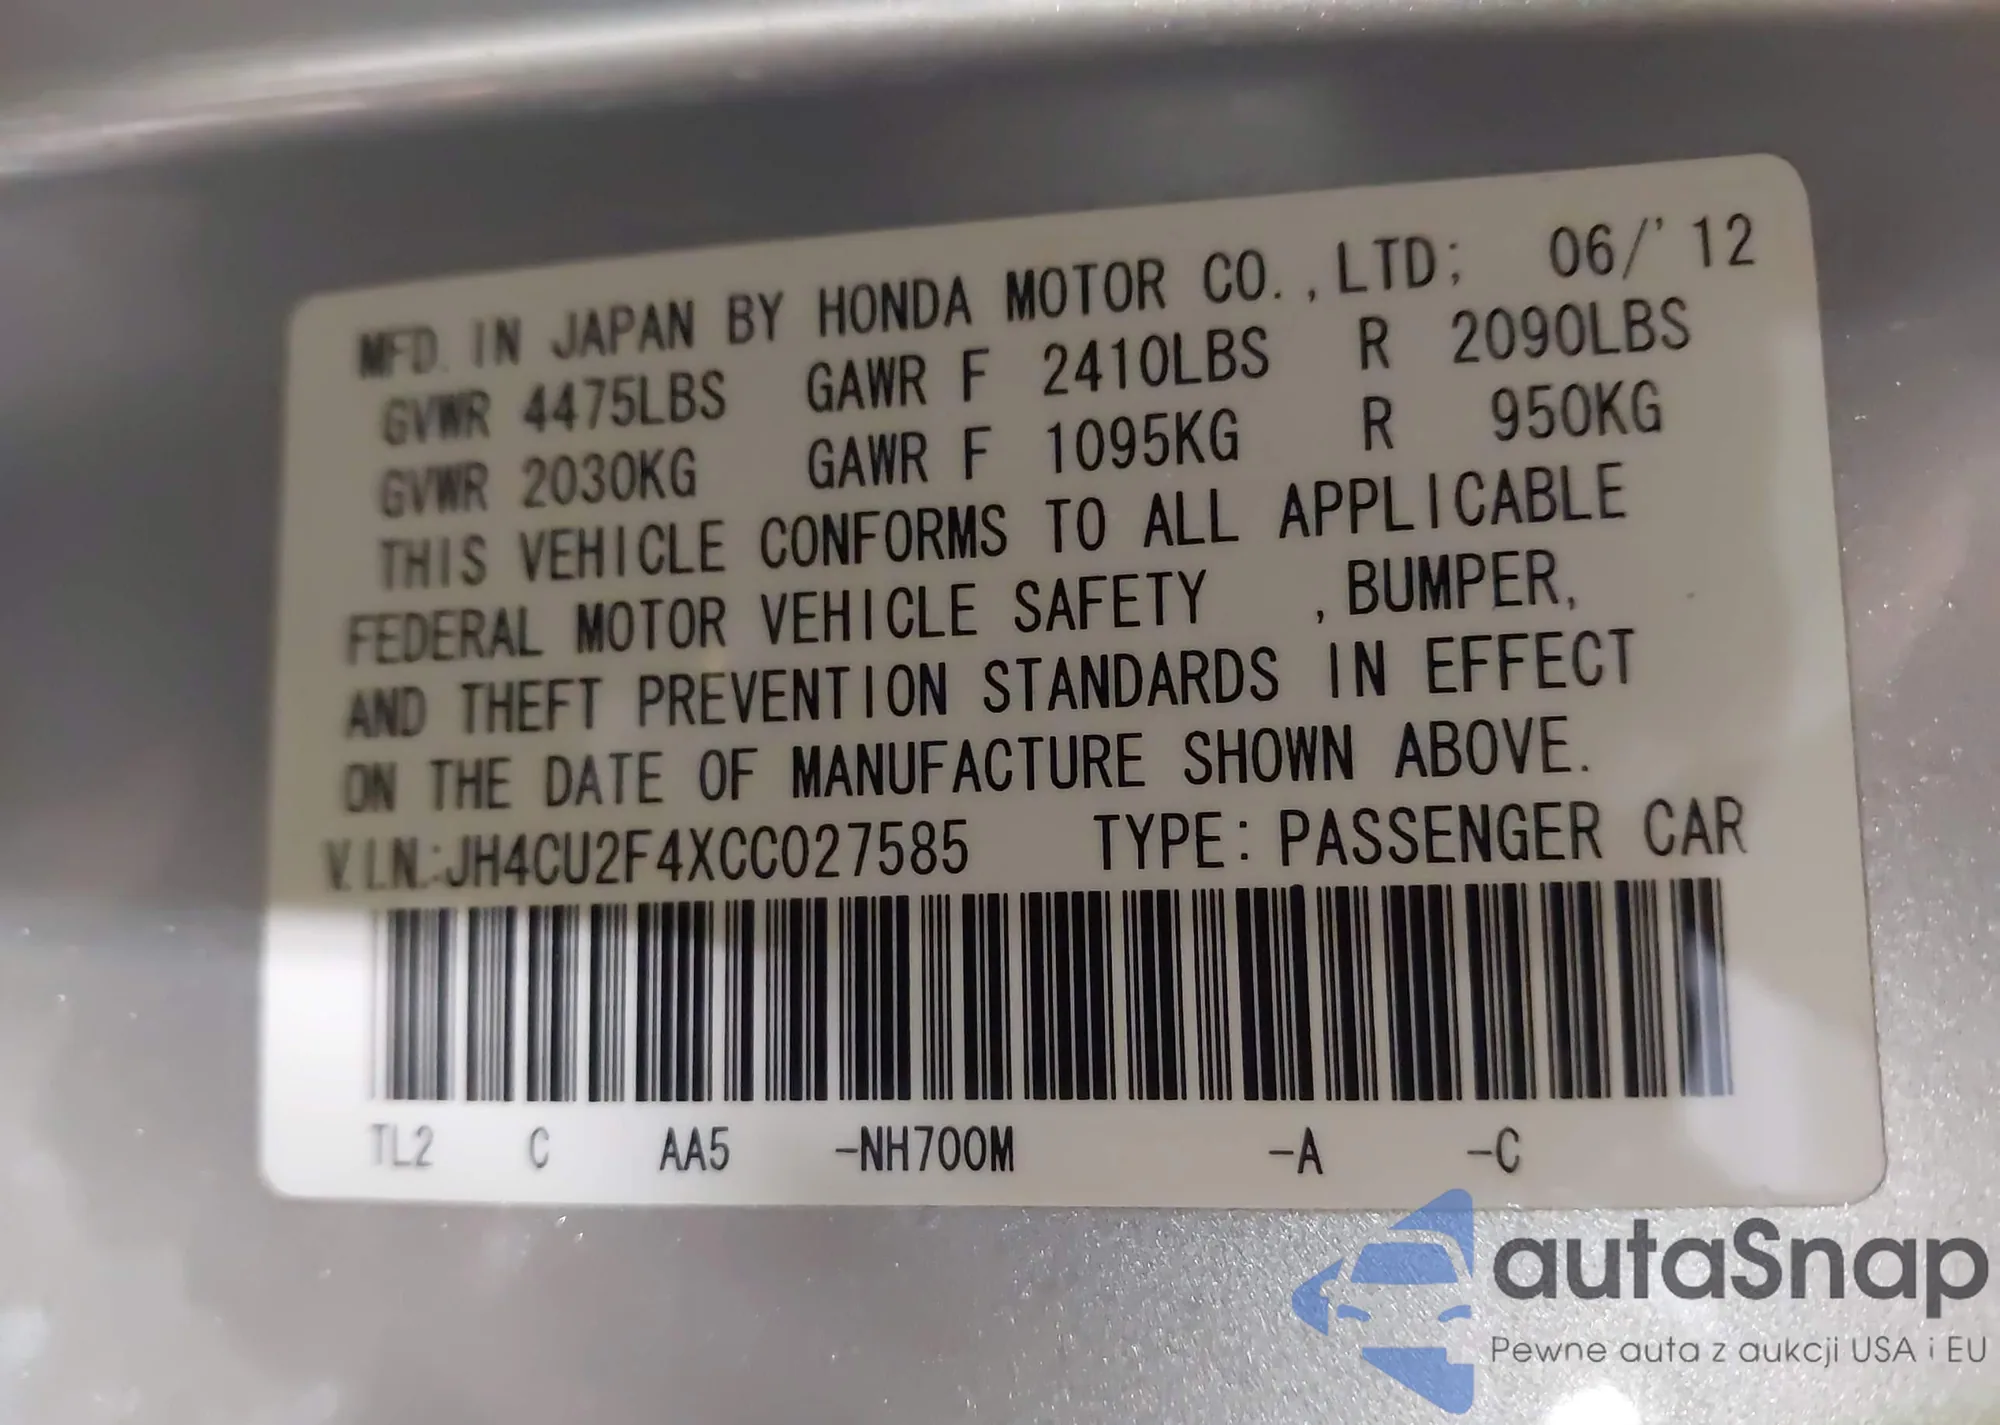 MFD. IN JAPAN BY HONDA MOTOR CO.,LTD; 06/'12
GVWR 4475LBS GAWR F 2410LBS R 2090LBS
GVWR 2030KG GAWR F 1095KG R 950KG
THIS VEHICLE CONFORMS TO ALL APPLICABLE
FEDERAL MOTOR VEHICLE SAFETY ,BUMPER,
AND THEFT PREVENTION STANDARDS IN EFFECT
ON THE DATE OF MANUFACTURE SHOWN ABOVE.
V.I.N.:JH4CU2F4XCC027585 TYPE: PASSENGER CAR
TL2 C AA5 -NH700M -A -C
autaSnap
Pewne auta z aukcji USA i EU